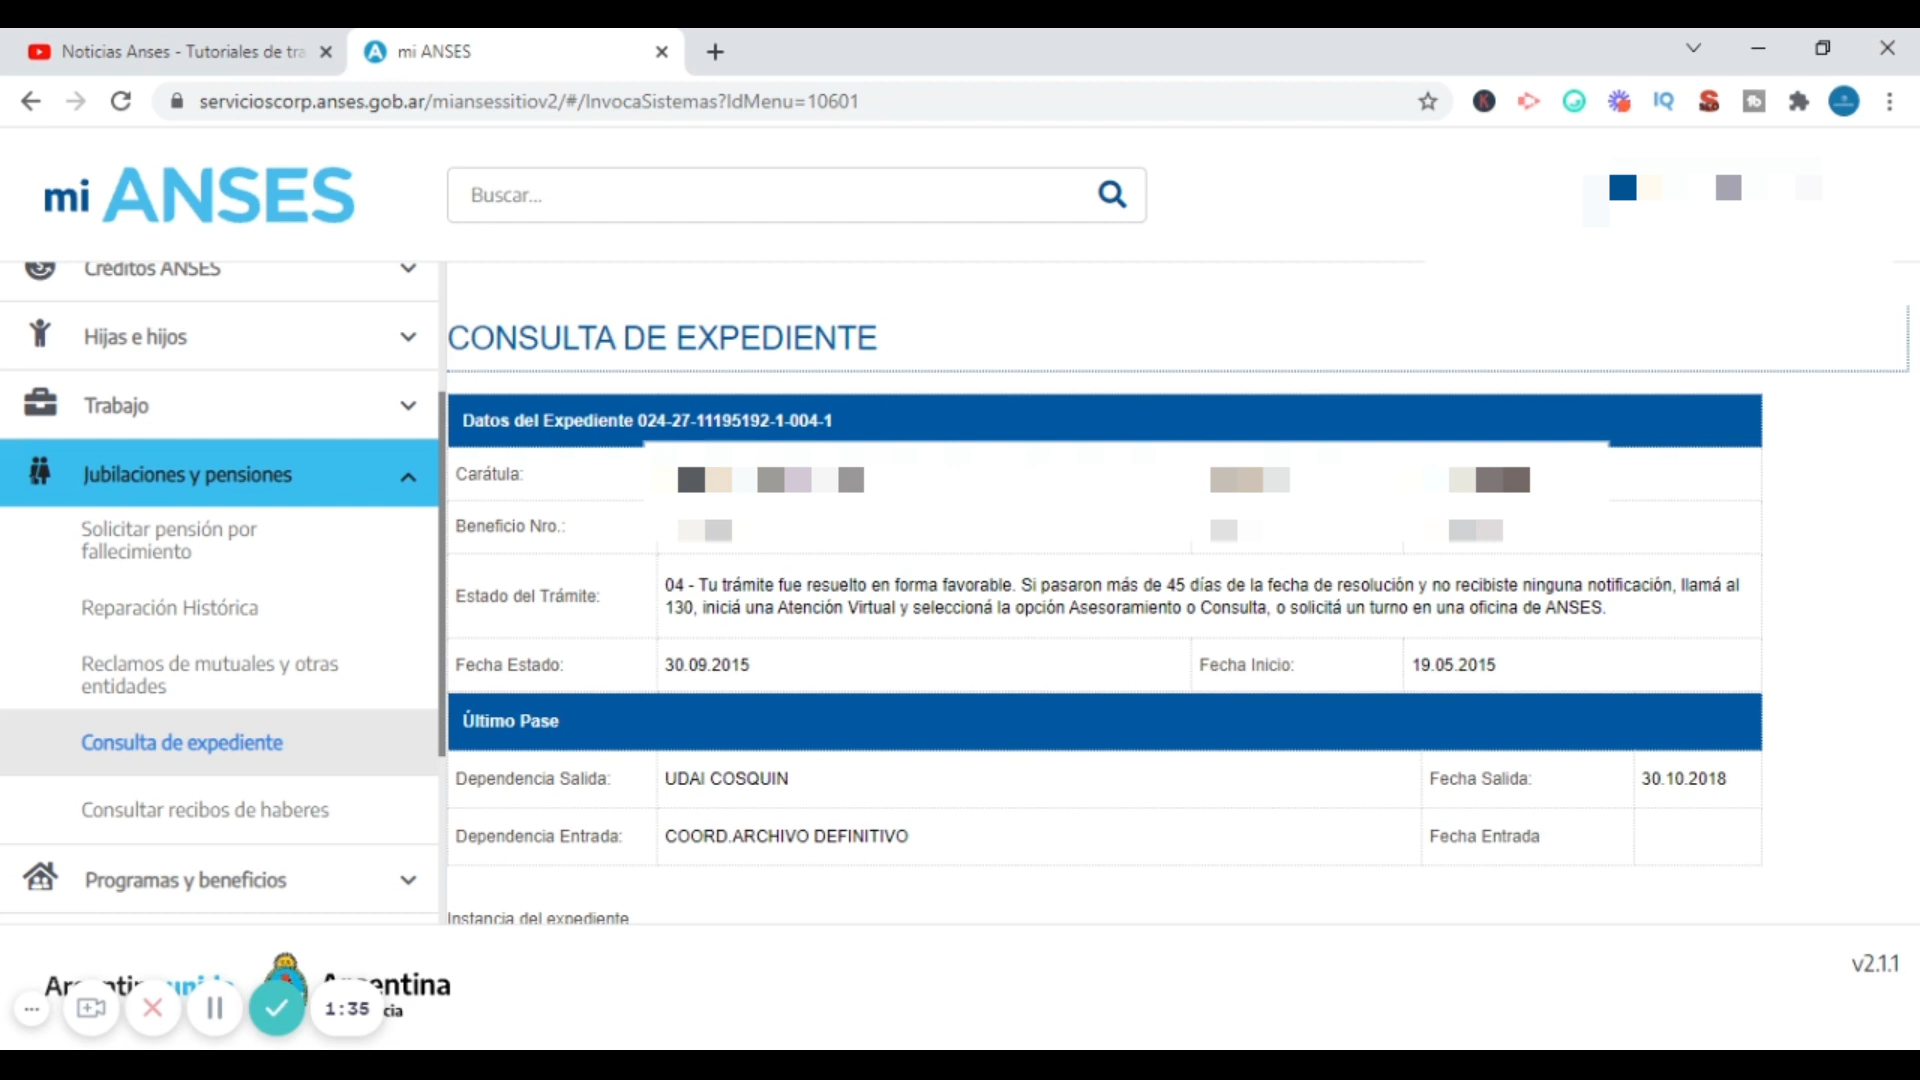 Noticias Anses - Tutoriales de tra
mi ANSES
servicioscorp.anses.gob.ar/miansessitiov2/#/InvocaSistemas?IdMenu=10601
mi ANSES
Buscar...
Créditos ANSES
Hijas e hijos
Trabajo
Jubilaciones y pensiones
Solicitar pensión por
fallecimiento
Reparación Histórica
Reclamos de mutuales y otras
entidades
Consulta de expediente
Consultar recibos de haberes
Programas y beneficios
CONSULTA DE EXPEDIENTE
Datos del Expediente 024-27-11195192-1-004-1
Carátula:
Beneficio Nro.:
Estado del Trámite:
04 - Tu trámite fue resuelto en forma favorable. Si pasaron más de 45 días de la fecha de resolución y no recibiste ninguna notificación, llamá al
130, iniciá una Atención Virtual y seleccioná la opción Asesoramiento o Consulta, o solicitá un turno en una oficina de ANSES.
Fecha Estado: 30.09.2015 Fecha Inicio: 19.05.2015
Último Pase
Dependencia Salida: UDAI COSQUIN Fecha Salida: 30.10.2018
Dependencia Entrada: COORD.ARCHIVO DEFINITIVO Fecha Entrada
Instancia del expediente
v2.1.1
1:35